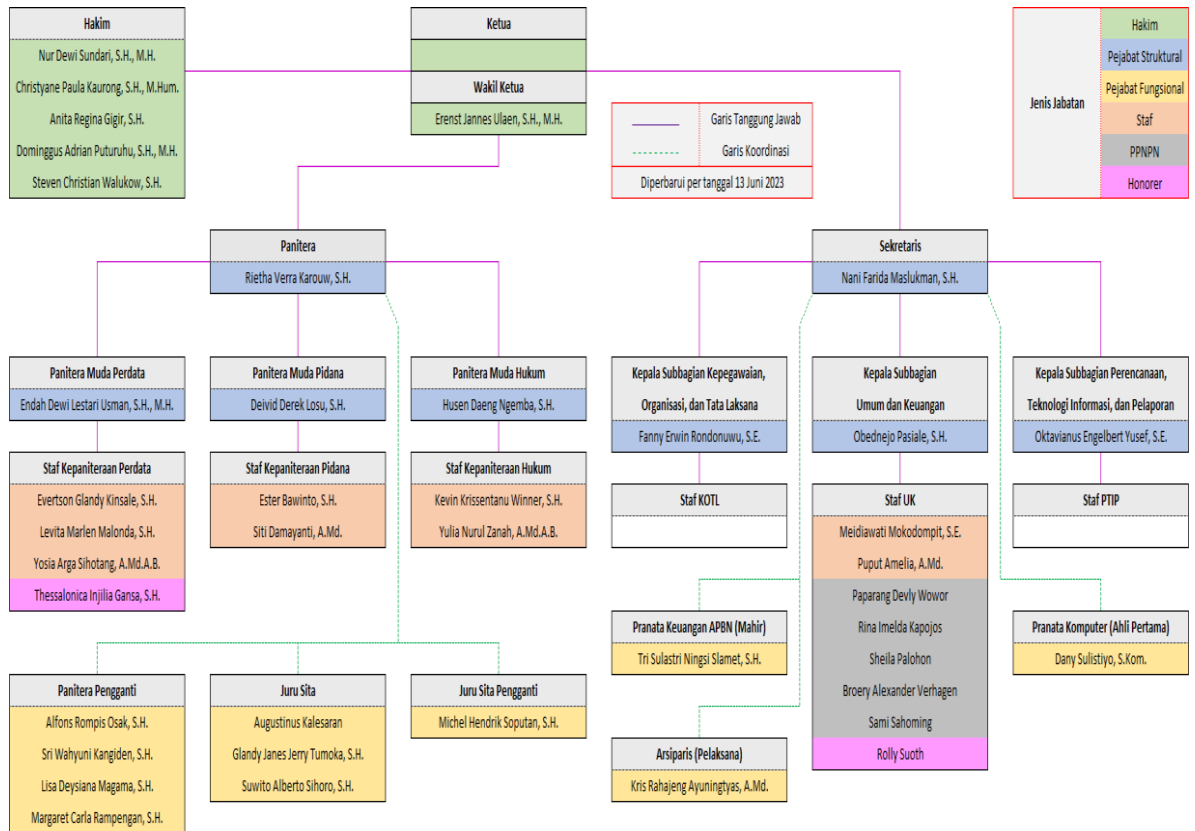 Hakim
Nur Dewi Sundari, S.H., M.H.
Christyane Paula Kaurong, S.H., M.Hum.
Anita Regina Gigir, S.H.
Dominggus Adrian Puturuhu, S.H., M.H.
Steven Christian Walukow, S.H.
Ketua
Wakil Ketua
Erenst Jannes Ulaen, S.H., M.H.
Garis Tanggung Jawab
Garis Koordinasi
Diperbarui per tanggal 13 Juni 2023
Jenis Jabatan
Hakim
Pejabat Struktural
Pejabat Fungsional
Staf
PPNPN
Honorer
Panitera
Rietha Verra Karouw, S.H.
Sekretaris
Nani Farida Maslukman, S.H.
Panitera Muda Perdata
Endah Dewi Lestari Usman, S.H., M.H.
Panitera Muda Pidana
Deivid Derek Losu, S.H.
Panitera Muda Hukum
Husen Daeng Ngemba, S.H.
Kepala Subbagian Kepegawaian,
Organisasi, dan Tata Laksana
Fanny Erwin Rondonuwu, S.E.
Kepala Subbagian
Umum dan Keuangan
Obednejo Pasiale, S.H.
Kepala Subbagian Perencanaan,
Teknologi Informasi, dan Pelaporan
Oktavianus Engelbert Yusef, S.E.
Staf Kepaniteraan Perdata
Evertson Glandy Kinsale, S.H.
Levita Marlen Malonda, S.H.
Yosia Arga Sihotang, A.Md.A.B.
Thessalonica Injilia Gansa, S.H.
Staf Kepaniteraan Pidana
Ester Bawinto, S.H.
Siti Damayanti, A.Md.
Staf Kepaniteraan Hukum
Kevin Krissentanu Winner, S.H.
Yulia Nurul Zanah, A.Md.A.B.
Staf KOTL
Staf UK
Meidiawati Mokodompit, S.E.
Puput Amelia, A.Md.
Paparang Devly Wowor
Rina Imelda Kapojos
Sheila Palohon
Broery Alexander Verhagen
Sami Sahoming
Rolly Suoth
Staf PTIP
Pranata Keuangan APBN (Mahir)
Tri Sulastri Ningsi Slamet, S.H.
Pranata Komputer (Ahli Pertama)
Dany Sulistiyo, S.Kom.
Panitera Pengganti
Alfons Rompis Osak, S.H.
Sri Wahyuni Kangiden, S.H.
Lisa Deysiana Magama, S.H.
Margaret Carla Rampengan, S.H.
Juru Sita
Augustinus Kalesaran
Glandy Janes Jerry Tumoka, S.H.
Suwito Alberto Sihoro, S.H.
Juru Sita Pengganti
Michel Hendrik Soputan, S.H.
Arsiparis (Pelaksana)
Kris Rahajeng Ayuningtyas, A.Md.